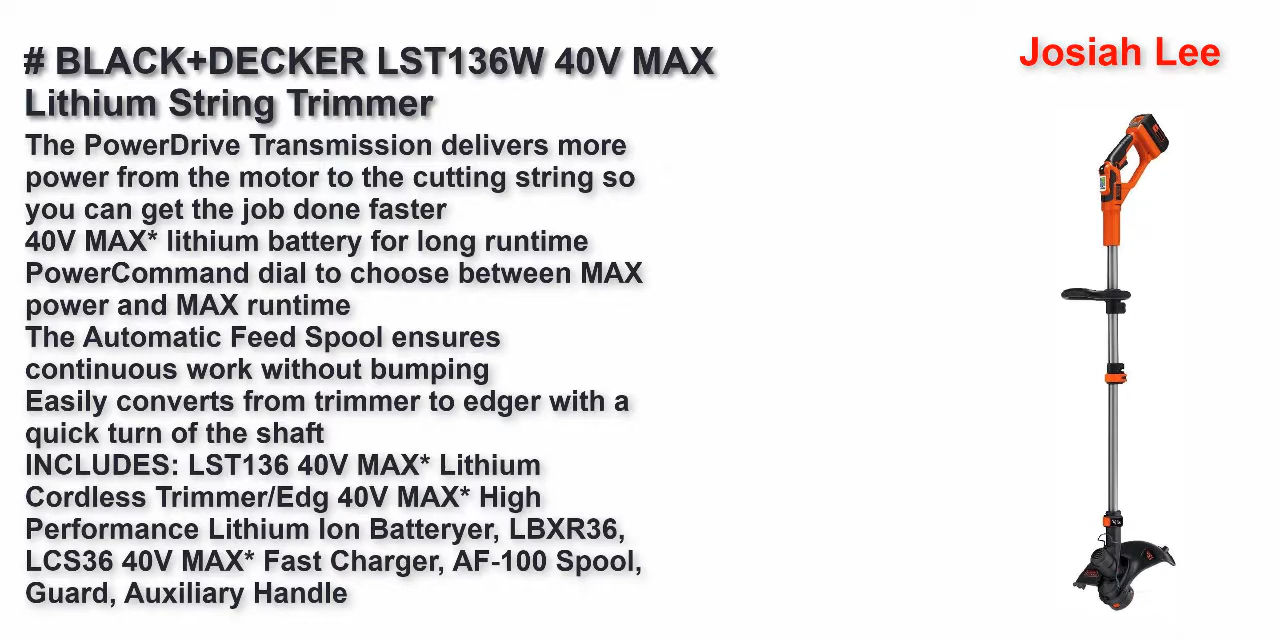 # BLACK+DECKER LST136W 40V MAX
Lithium String Trimmer
The PowerDrive Transmission delivers more
power from the motor to the cutting string so
you can get the job done faster
40V MAX* lithium battery for long runtime
PowerCommand dial to choose between MAX
power and MAX runtime
The Automatic Feed Spool ensures
continuous work without bumping
Easily converts from trimmer to edger with a
quick turn of the shaft
INCLUDES: LST136 40V MAX* Lithium
Cordless Trimmer/Edg 40V MAX* High
Performance Lithium Ion Batteryer, LBXR36,
LCS36 40V MAX* Fast Charger, AF-100 Spool,
Guard, Auxiliary Handle
Josiah Lee